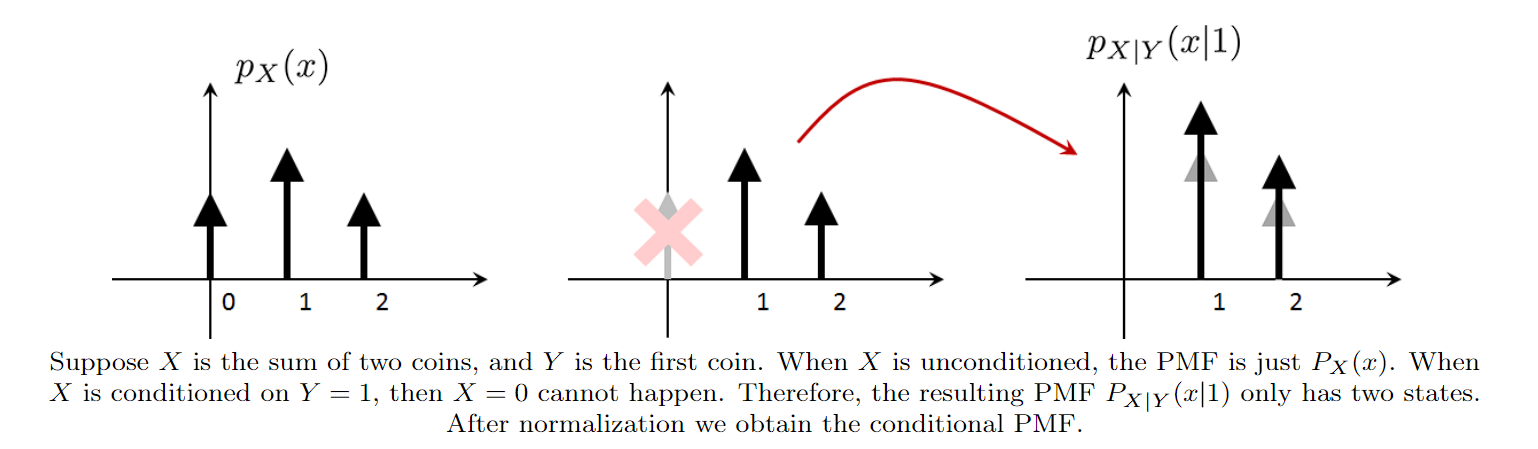 p_X(x)
p_{X|Y}(x|1)
0 1 2
1 2
1 2
Suppose X is the sum of two coins, and Y is the first coin. When X is unconditioned, the PMF is just P_X(x). When
X is conditioned on Y = 1, then X = 0 cannot happen. Therefore, the resulting PMF P_{X|Y}(x|1) only has two states.
After normalization we obtain the conditional PMF.